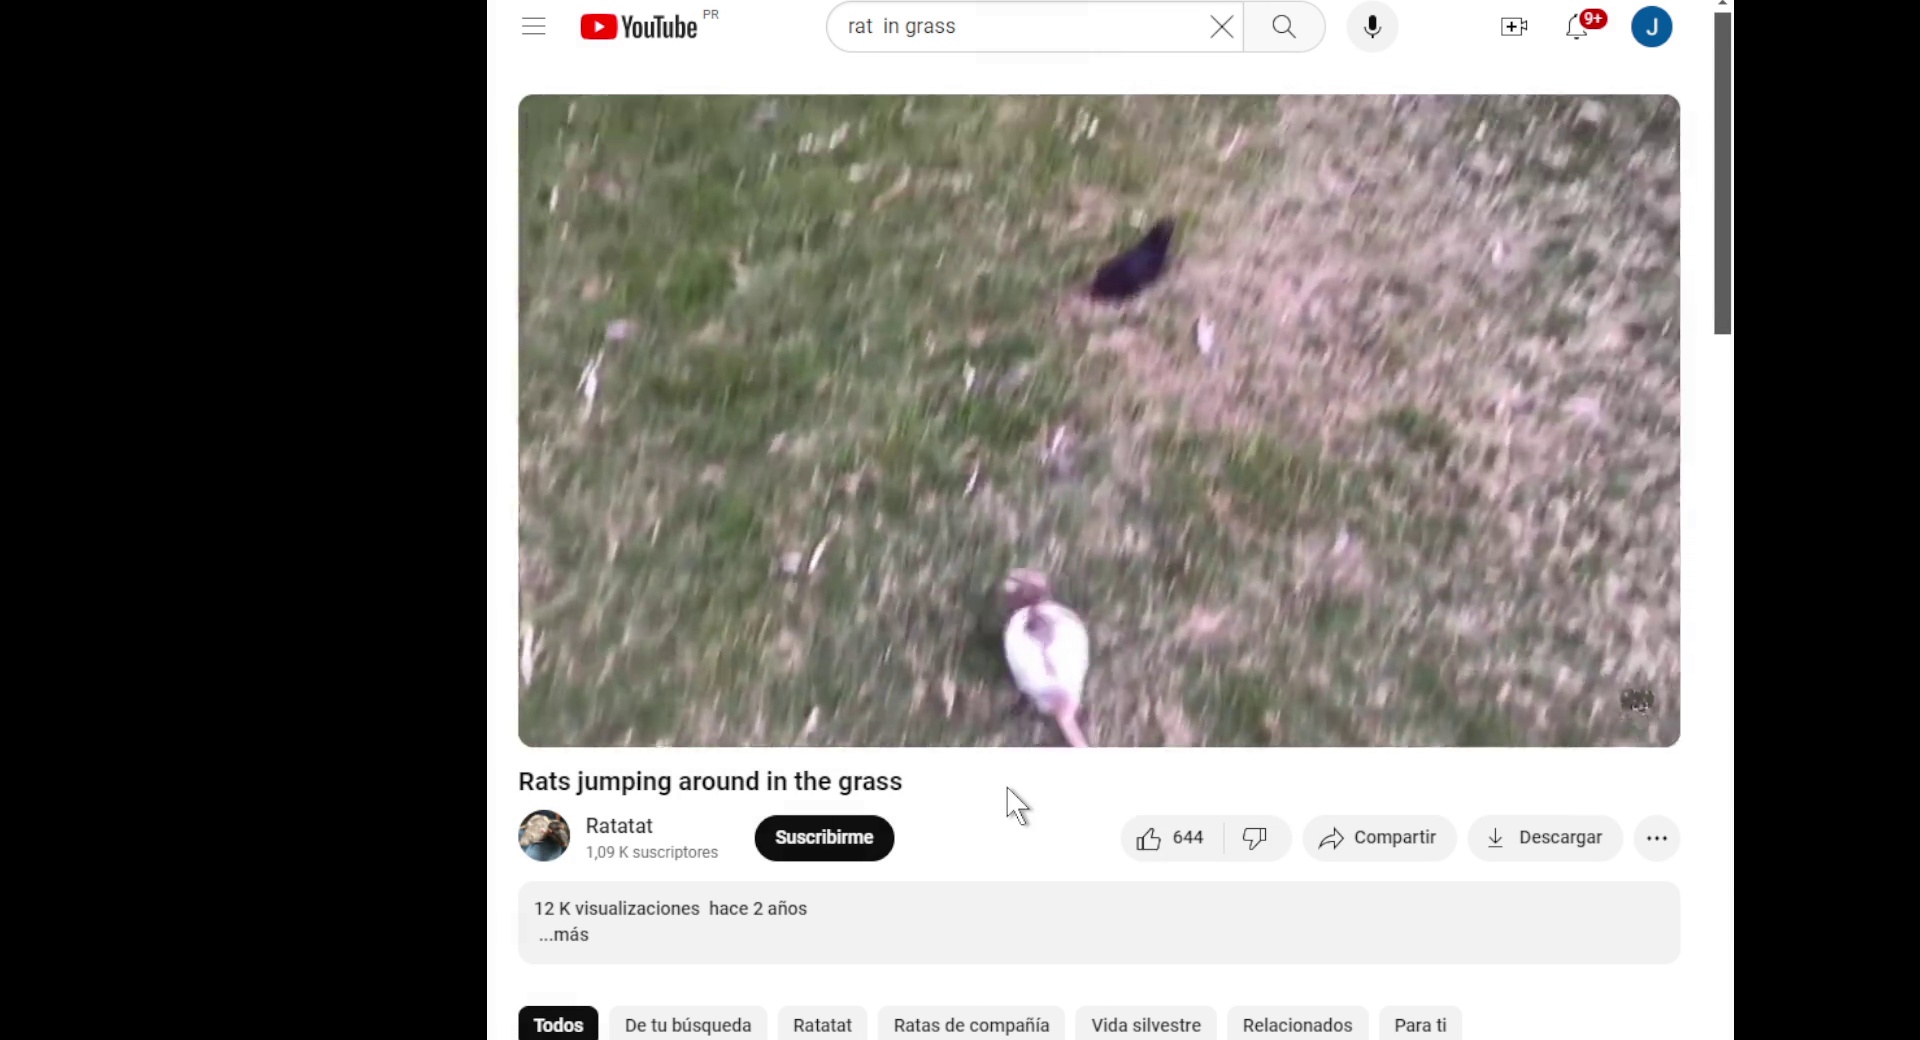 YouTube PR
rat in grass
9+
J
Rats jumping around in the grass
Ratatat
1,09 K suscriptores
Suscribirme
644
Compartir
Descargar
12 K visualizaciones hace 2 años
...más
Todos De tu búsqueda Ratatat Ratas de compañía Vida silvestre Relacionados Para ti